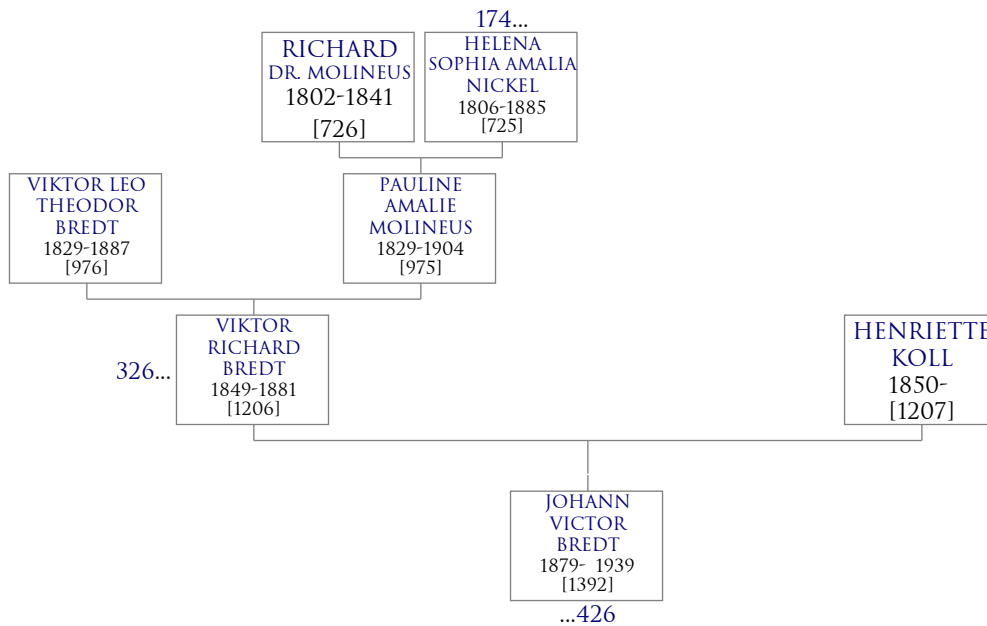 174...
RICHARD
DR. MOLINEUS
1802-1841
[726]
HELENA
SOPHIA AMALIA
NICKEL
1806-1885
[725]
VIKTOR LEO
THEODOR
BREDT
1829-1887
[976]
PAULINE
AMALIE
MOLINEUS
1829-1904
[975]
326...
VIKTOR
RICHARD
BREDT
1849-1881
[1206]
HENRIETTE
KOLL
1850-
[1207]
JOHANN
VICTOR
BREDT
1879- 1939
[1392]
...426